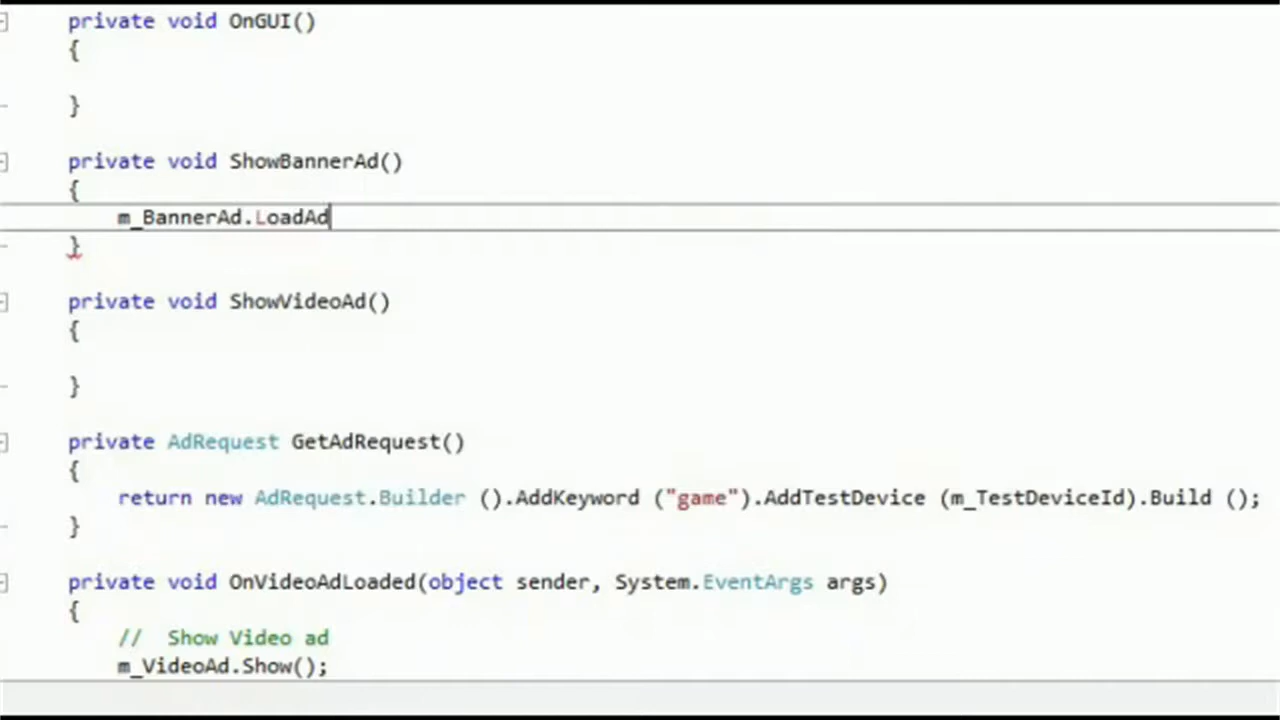 private void OnGUI()
{
}
private void ShowBannerAd()
{
m_BannerAd.LoadAd
}
private void ShowVideoAd()
{
}
private AdRequest GetAdRequest()
{
return new AdRequest.Builder ().AddKeyword ("game").AddTestDevice (m_TestDeviceId).Build ();
}
private void OnVideoAdLoaded(object sender, System.EventArgs args)
{
// Show Video ad
m_VideoAd.Show();